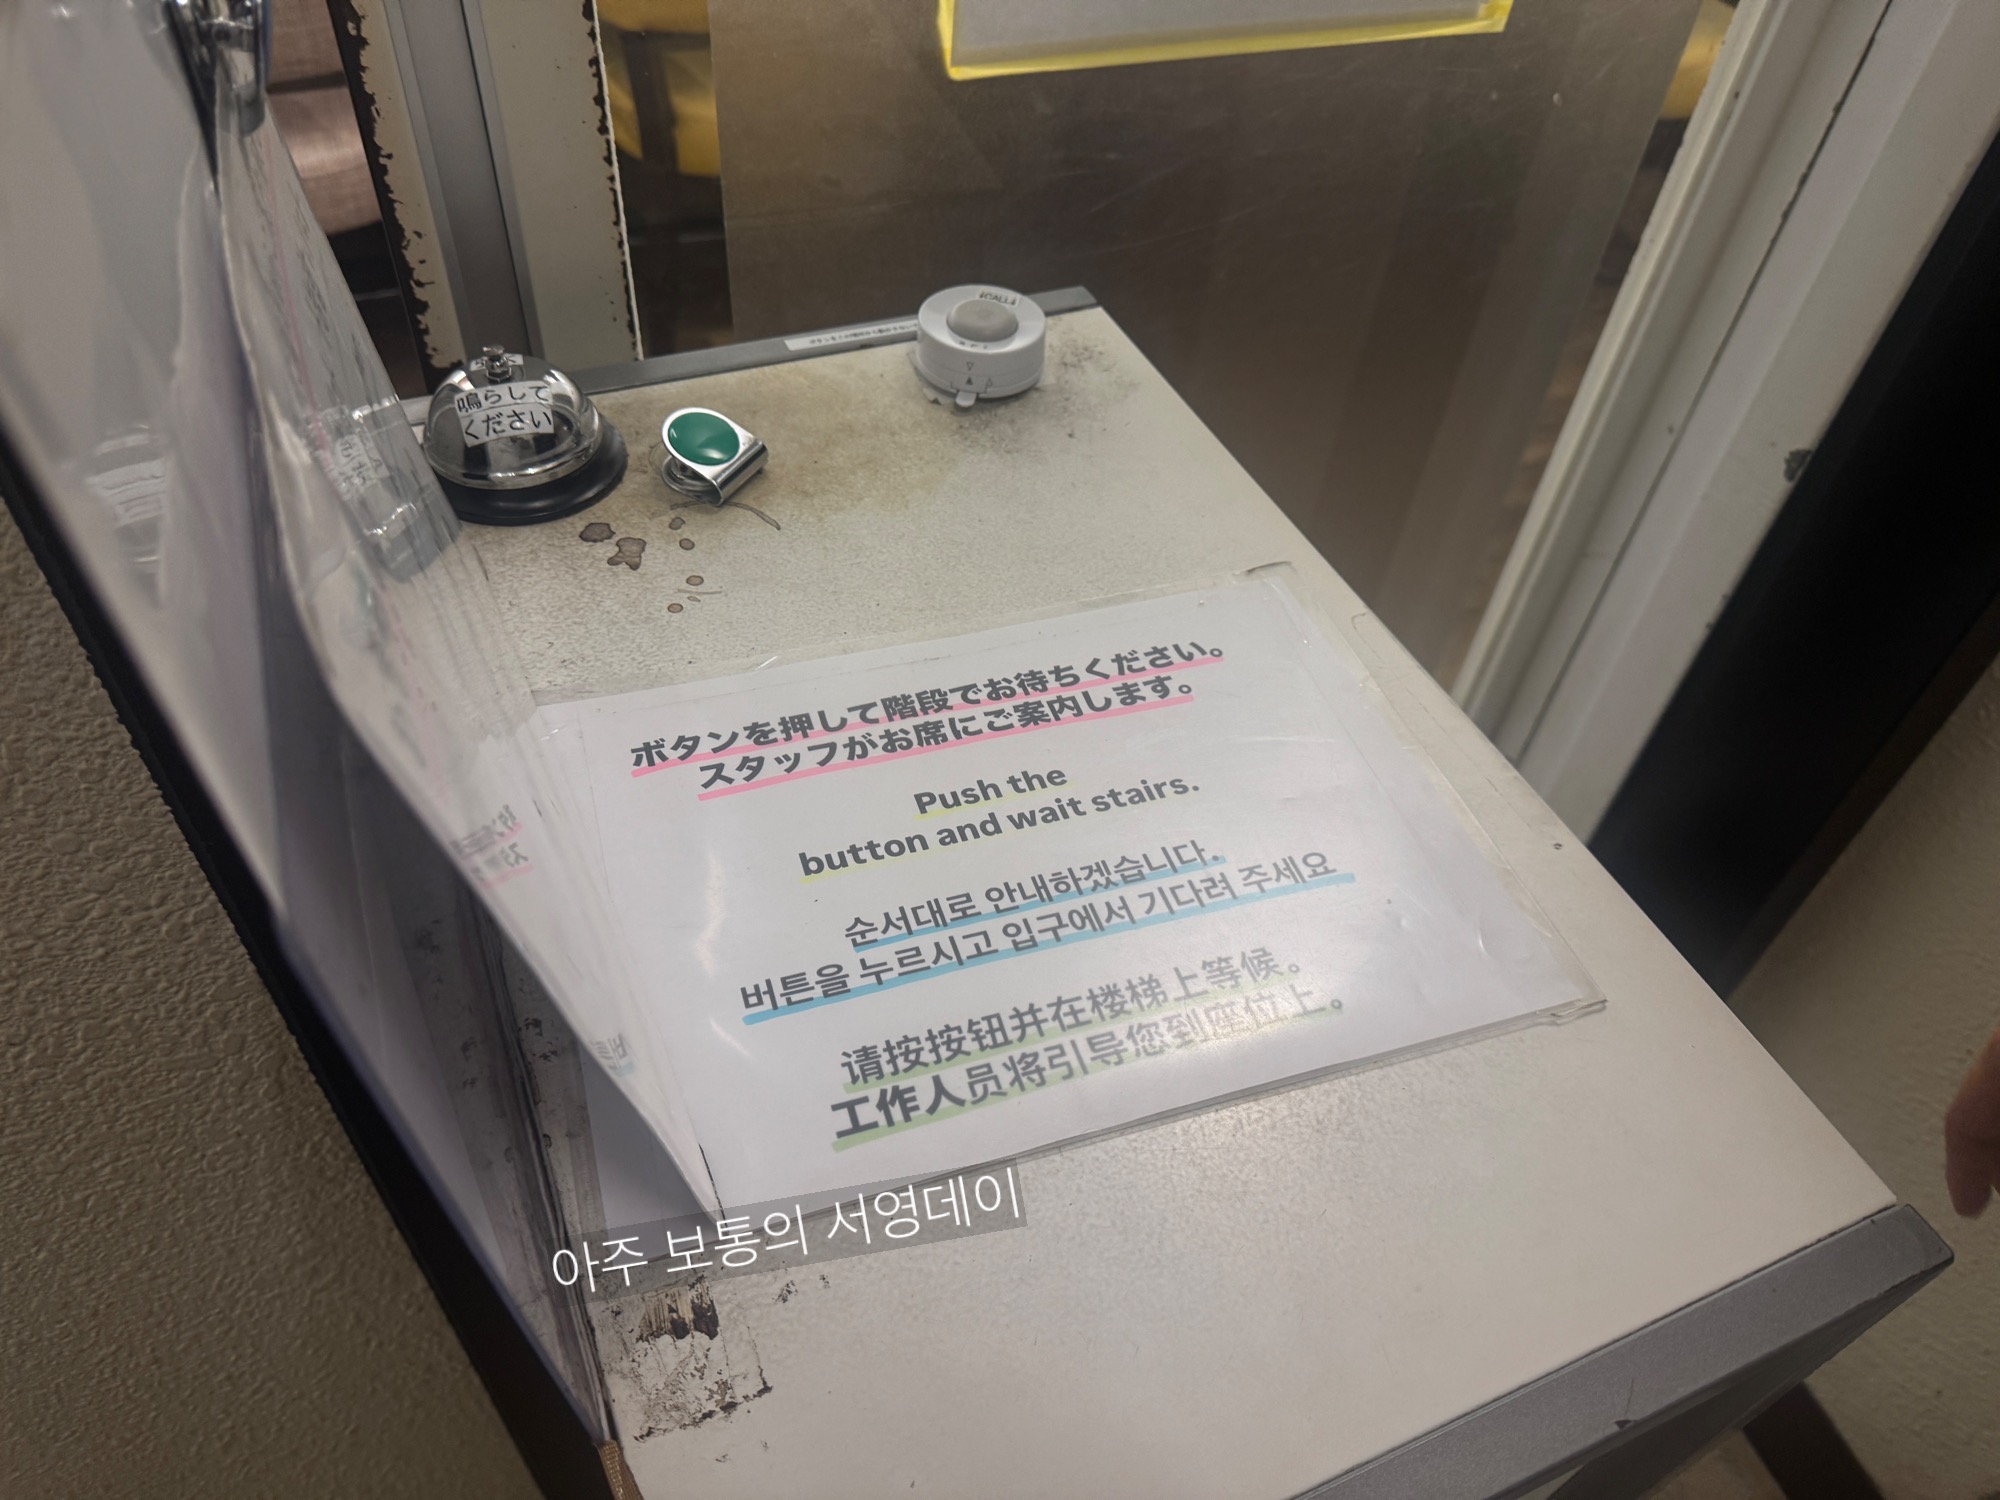 鳴らして
ください
ボタンを押して階段でお待ちください。
スタッフがお席にご案内します。
Push the
button and wait stairs.
순서대로 안내하겠습니다.
버튼을 누르시고 입구에서 기다려 주세요
请按按钮并在楼梯上等候。
工作人员将引导您到座位上。
아주 보통의 서영데이